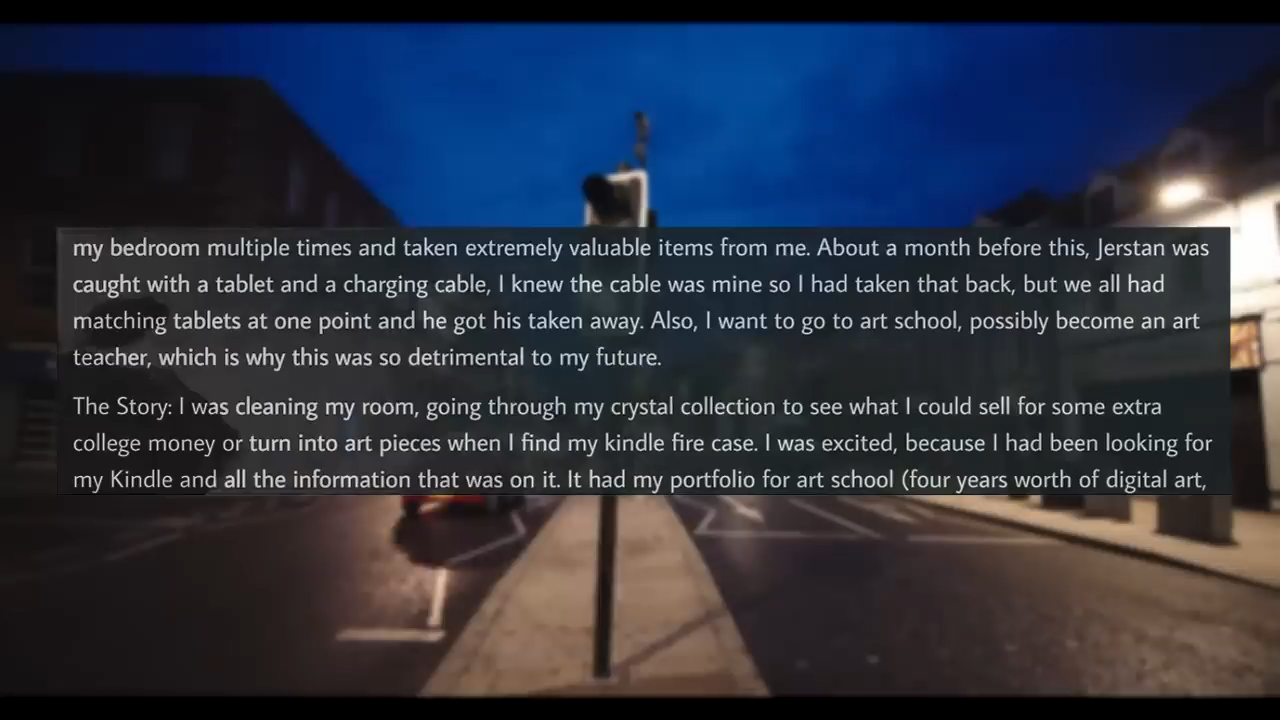 my bedroom multiple times and taken extremely valuable items from me. About a month before this, Jerstan was
caught with a tablet and a charging cable, I knew the cable was mine so I had taken that back, but we all had
matching tablets at one point and he got his taken away. Also, I want to go to art school, possibly become an art
teacher, which is why this was so detrimental to my future.
The Story: I was cleaning my room, going through my crystal collection to see what I could sell for some extra
college money or turn into art pieces when I find my kindle fire case. I was excited, because I had been looking for
my Kindle and all the information that was on it. It had my portfolio for art school (four years worth of digital art,